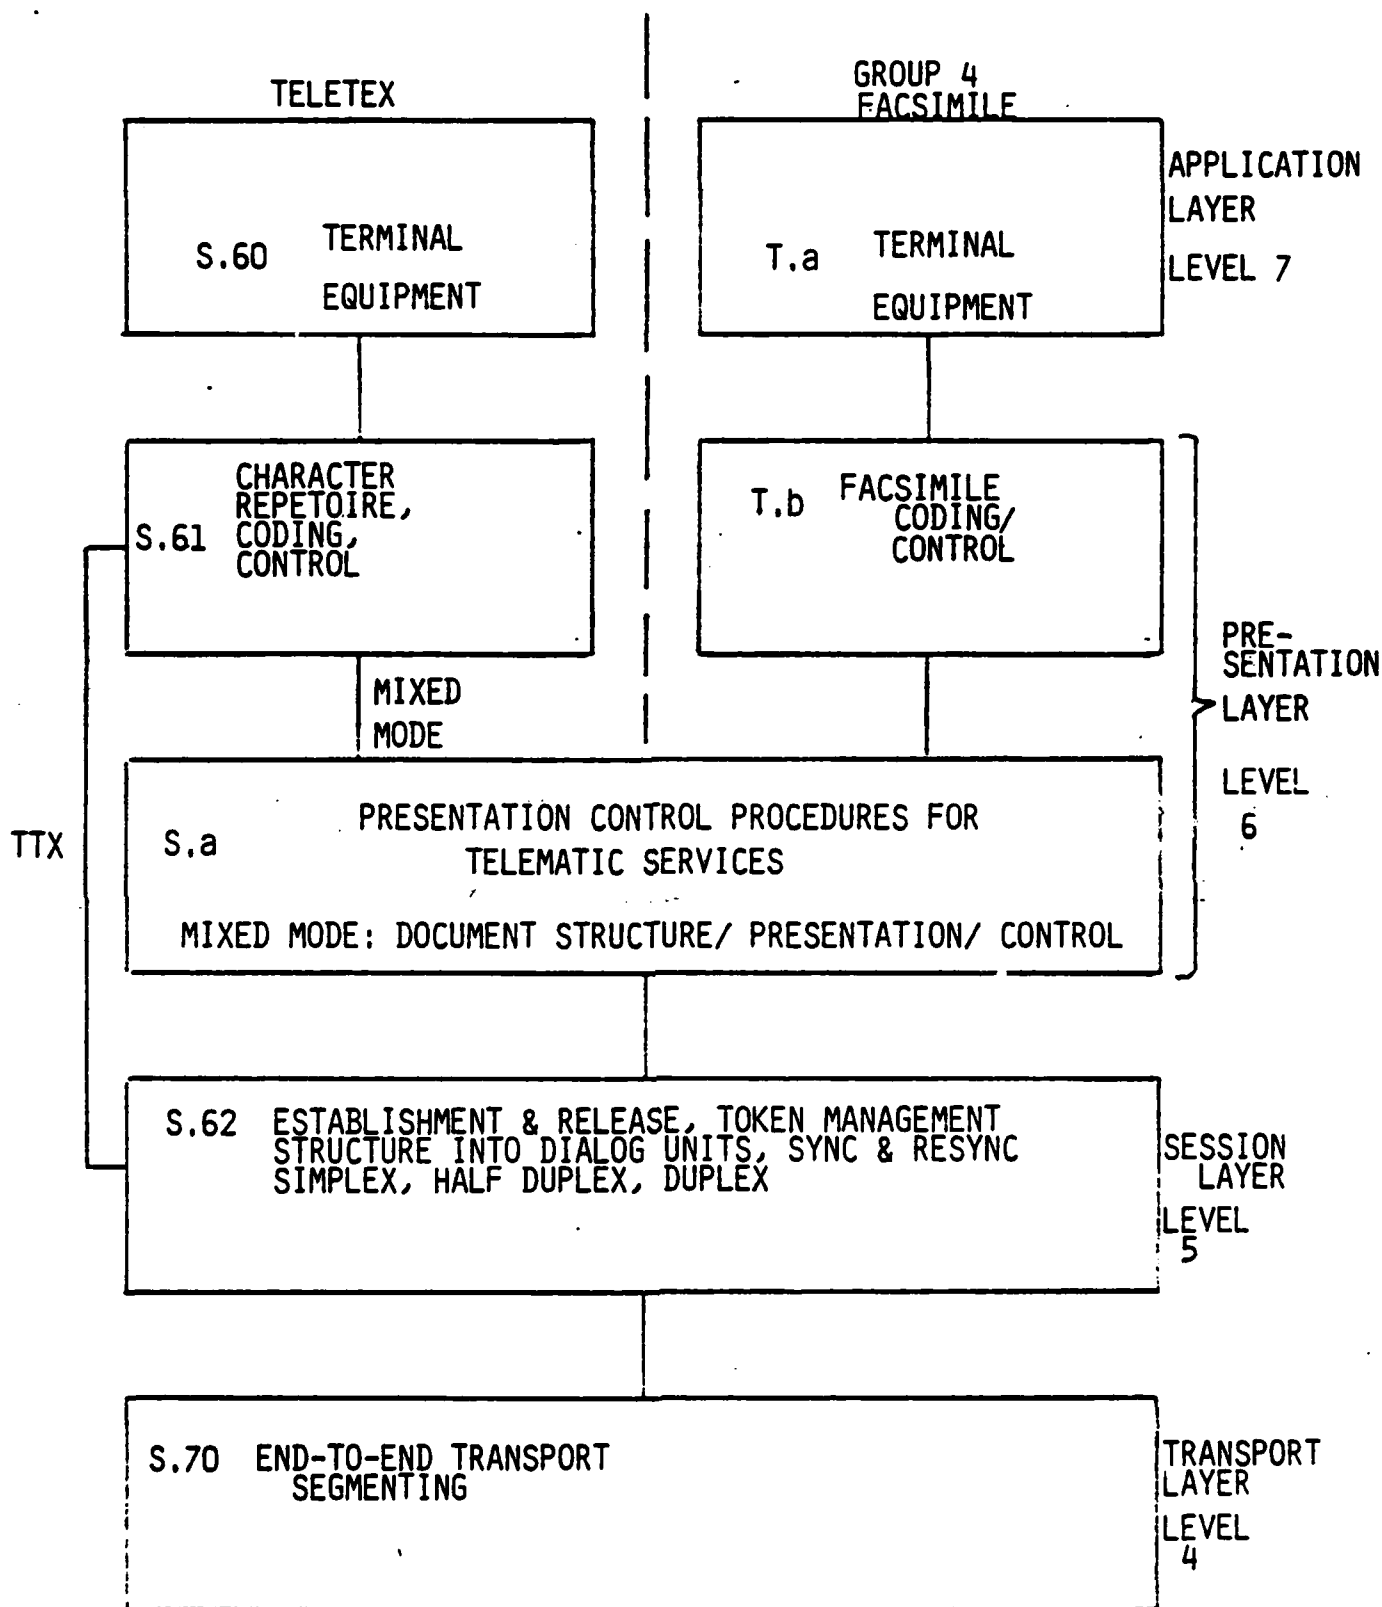 TELETEX
GROUP 4
FACSIMILE
S.60
TERMINAL
EQUIPMENT
T.a
TERMINAL
EQUIPMENT
APPLICATION
LAYER
LEVEL 7
S.61
CHARACTER
REPETOIRE,
CODING,
CONTROL
T.b
FACSIMILE
CODING/
CONTROL
MIXED
MODE
PRE-
SENTATION
LAYER
LEVEL
6
TTX
S.a
PRESENTATION CONTROL PROCEDURES FOR
TELEMATIC SERVICES
MIXED MODE: DOCUMENT STRUCTURE/ PRESENTATION/ CONTROL
S.62
ESTABLISHMENT & RELEASE, TOKEN MANAGEMENT
STRUCTURE INTO DIALOG UNITS, SYNC & RESYNC
SIMPLEX, HALF DUPLEX, DUPLEX
SESSION
LAYER
LEVEL
5
S.70
END-TO-END TRANSPORT
SEGMENTING
TRANSPORT
LAYER
LEVEL
4